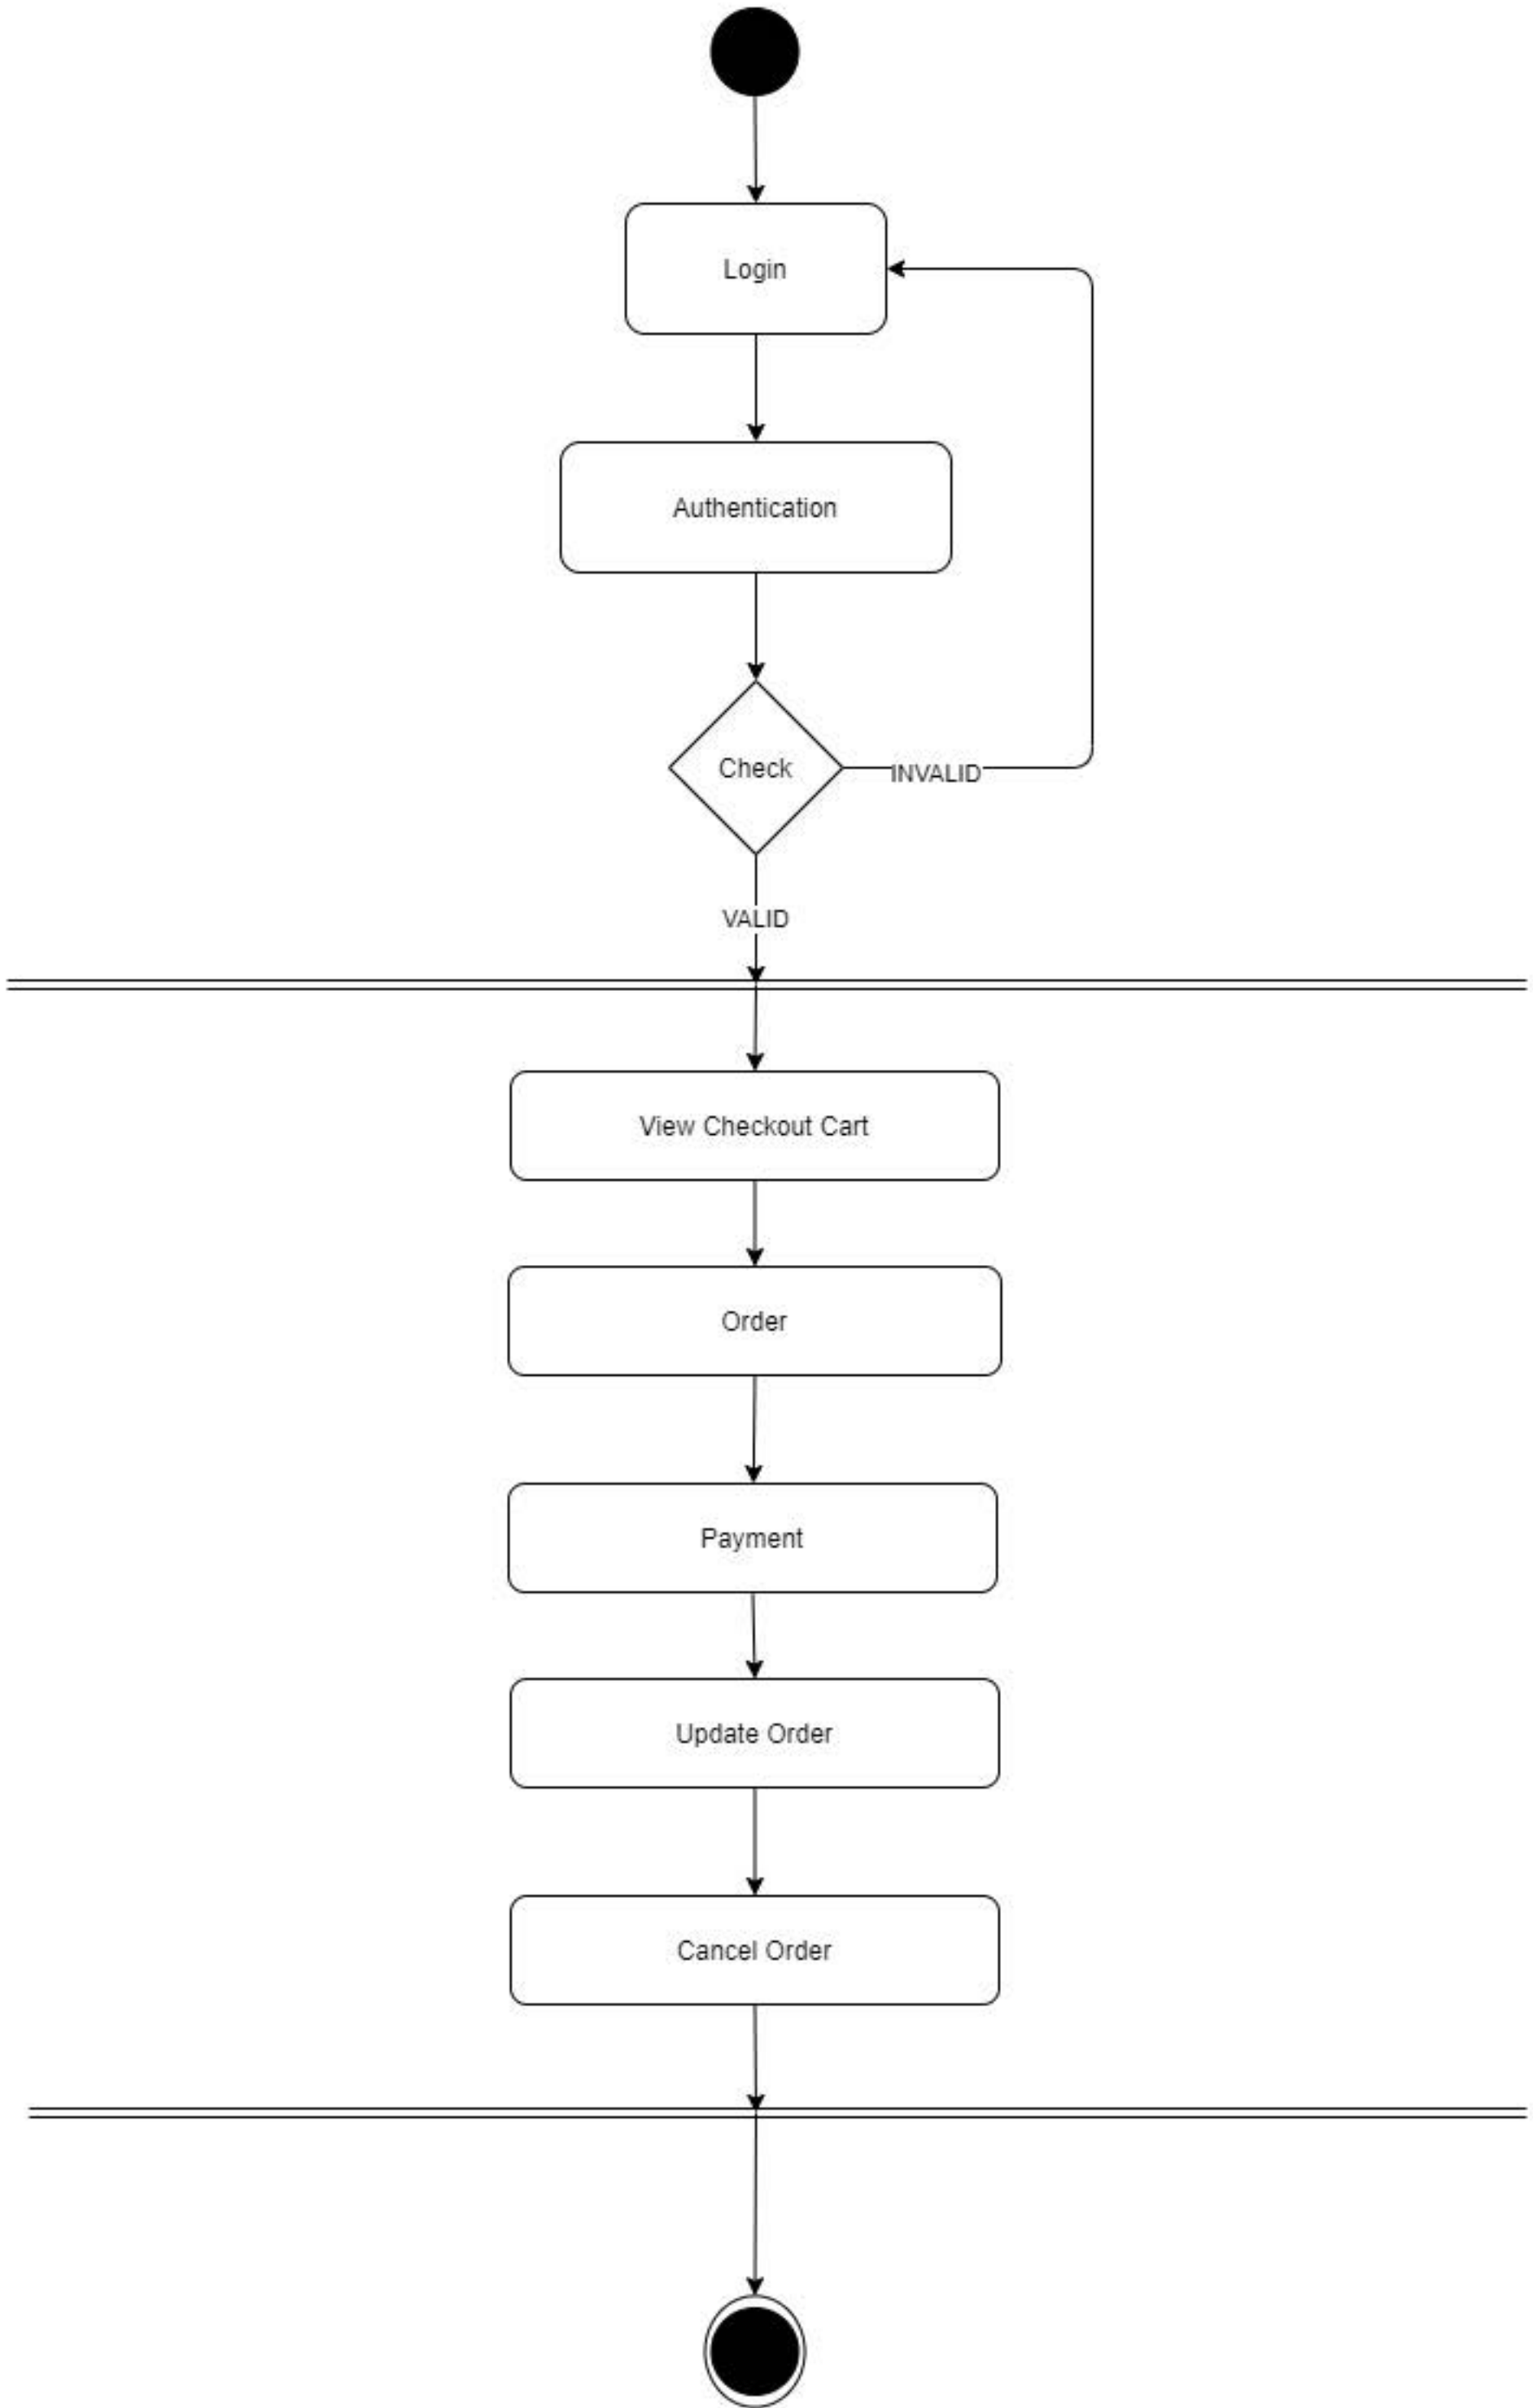 Login
Authentication
Check
INVALID
VALID
View Checkout Cart
Order
Payment
Update Order
Cancel Order